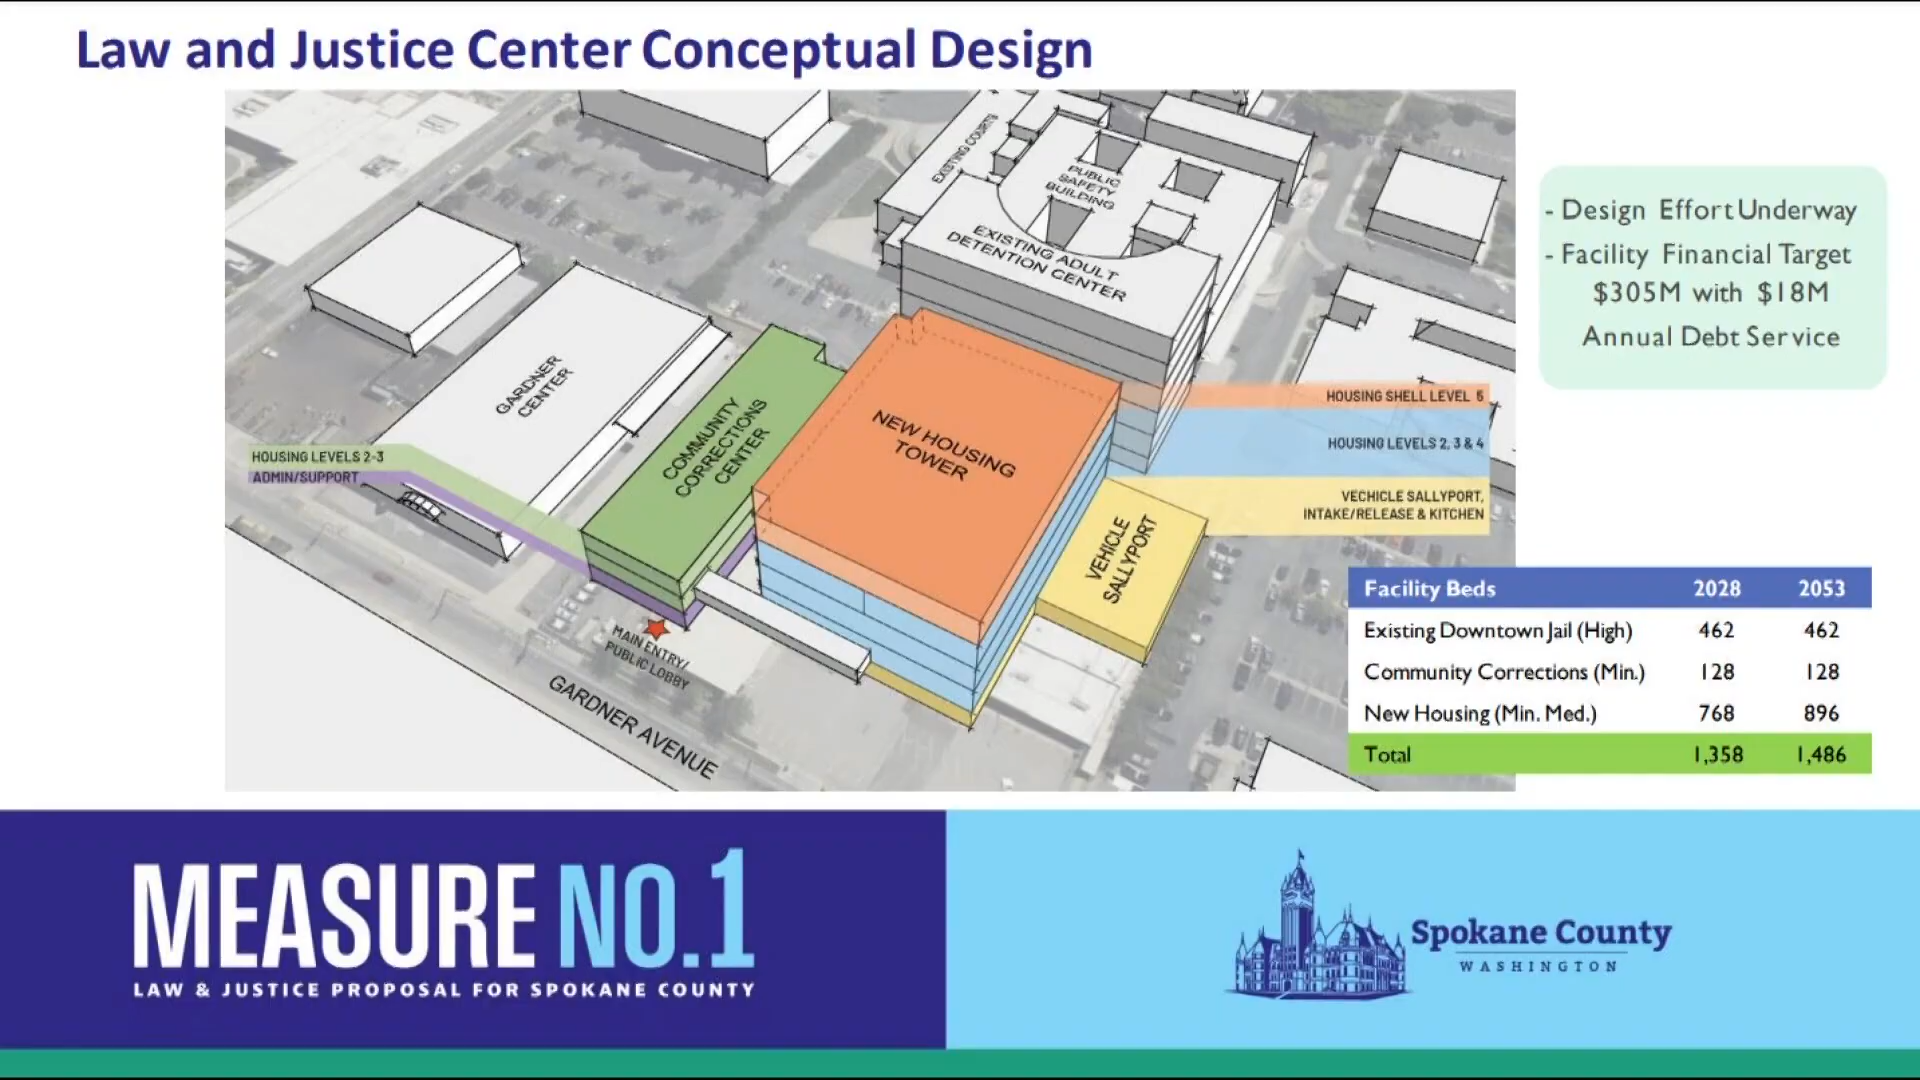 Law and Justice Center Conceptual Design
EXISTING COURTS
PUBLIC
SAFETY
BUILDING
EXISTING ADULT
DETENTION CENTER
GARDNER
CENTER
COMMUNITY
CORRECTIONS
CENTER
NEW HOUSING
TOWER
VEHICLE
SALLYPORT
HOUSING LEVELS 2-3
ADMIN/SUPPORT
HOUSING SHELL LEVEL 5
HOUSING LEVELS 2, 3 & 4
VECHICLE SALLYPORT,
INTAKE/RELEASE & KITCHEN
MAIN ENTRY/
PUBLIC LOBBY
GARDNER AVENUE
- Design Effort Underway
- Facility Financial Target
$305M with $18M
Annual Debt Service
Facility Beds 2028 2053
Existing Downtown Jail (High) 462 462
Community Corrections (Min.) 128 128
New Housing (Min. Med.) 768 896
Total 1,358 1,486
MEASURE NO.1
LAW & JUSTICE PROPOSAL FOR SPOKANE COUNTY
Spokane County
WASHINGTON